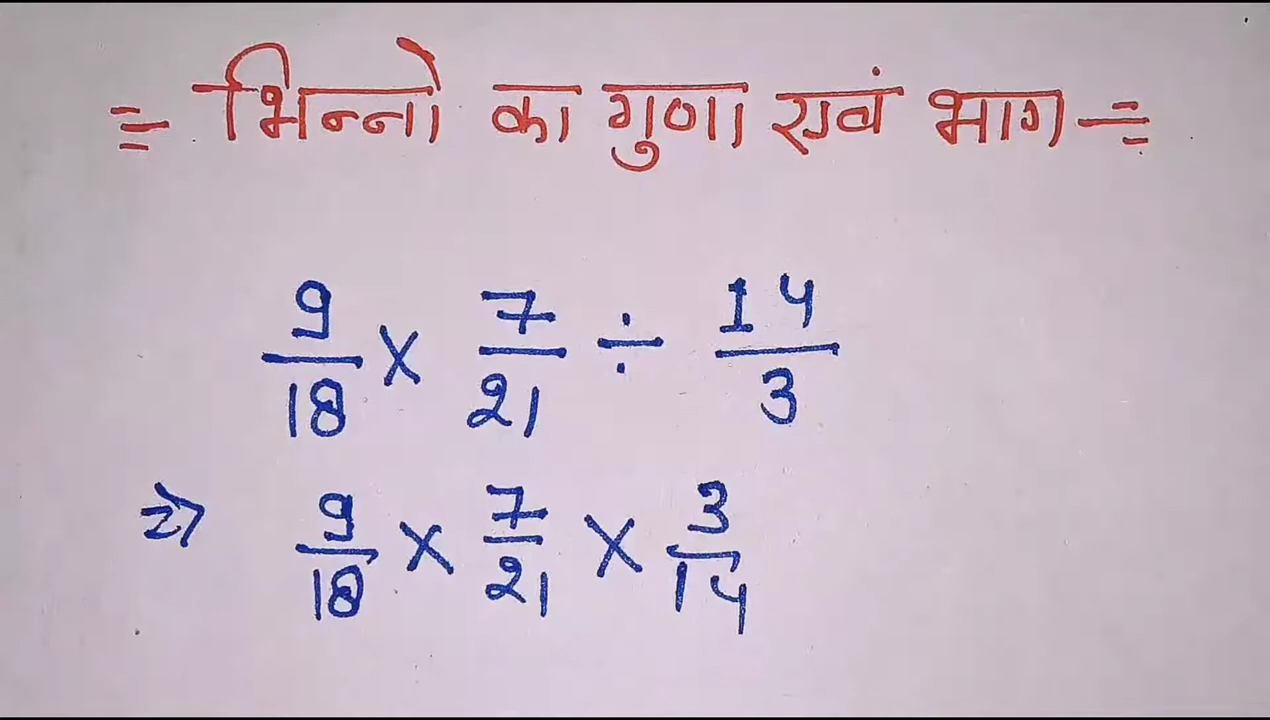 = भिन्नो का गुणा एवं भाग =
9/18 × 7/21 ÷ 14/3
⇒ 9/18 × 7/21 × 3/14